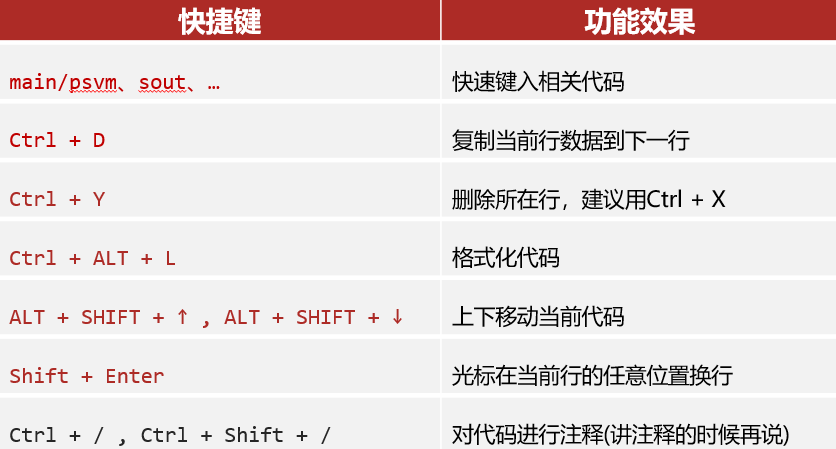 快捷键 功能效果
main/psvm、sout、… 快速键入相关代码
Ctrl + D 复制当前行数据到下一行
Ctrl + Y 删除所在行，建议用Ctrl + X
Ctrl + ALT + L 格式化代码
ALT + SHIFT + ↑ , ALT + SHIFT + ↓ 上下移动当前代码
Shift + Enter 光标在当前行的任意位置换行
Ctrl + / , Ctrl + Shift + / 对代码进行注释(讲注释的时候再说)